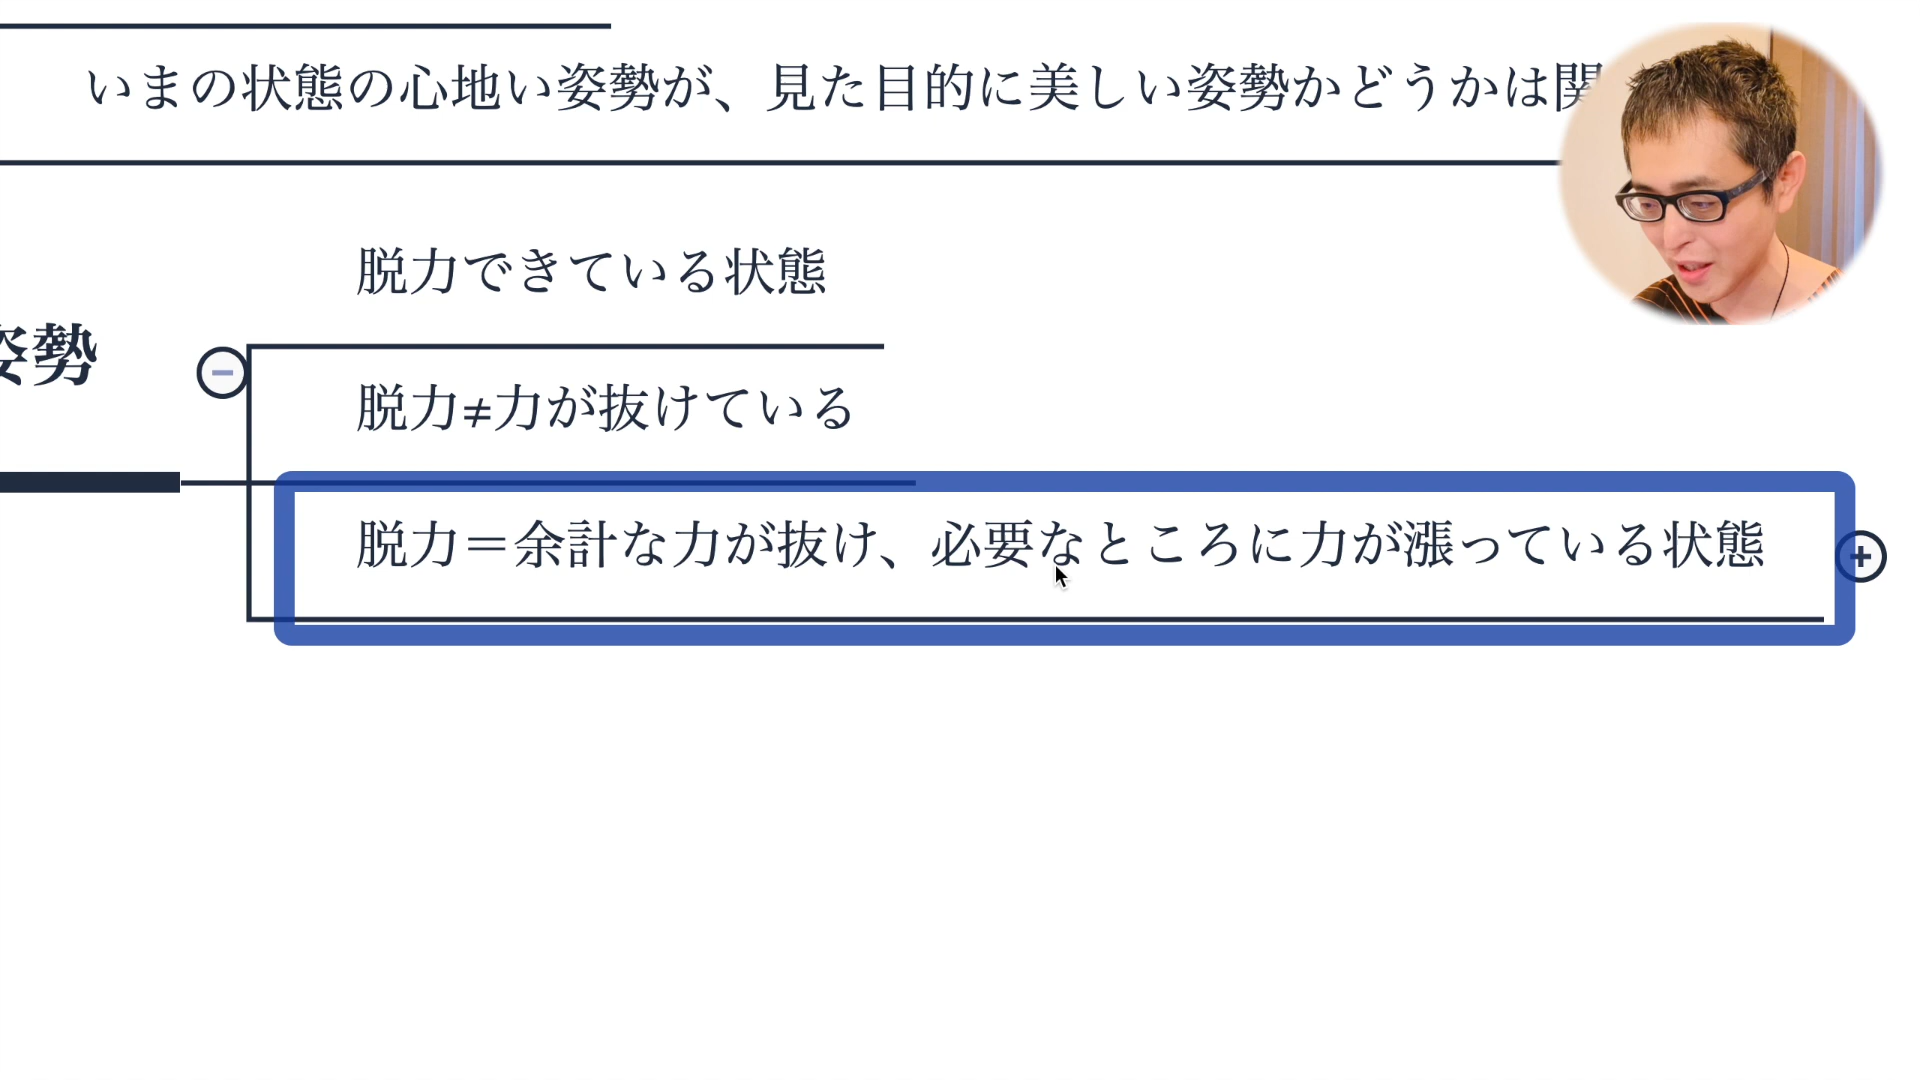 いまの状態の心地い姿勢が、見た目的に美しい姿勢かどうかは関
脱力できている状態
姿勢
脱力≠力が抜けている
脱力＝余計な力が抜け、必要なところに力が漲っている状態